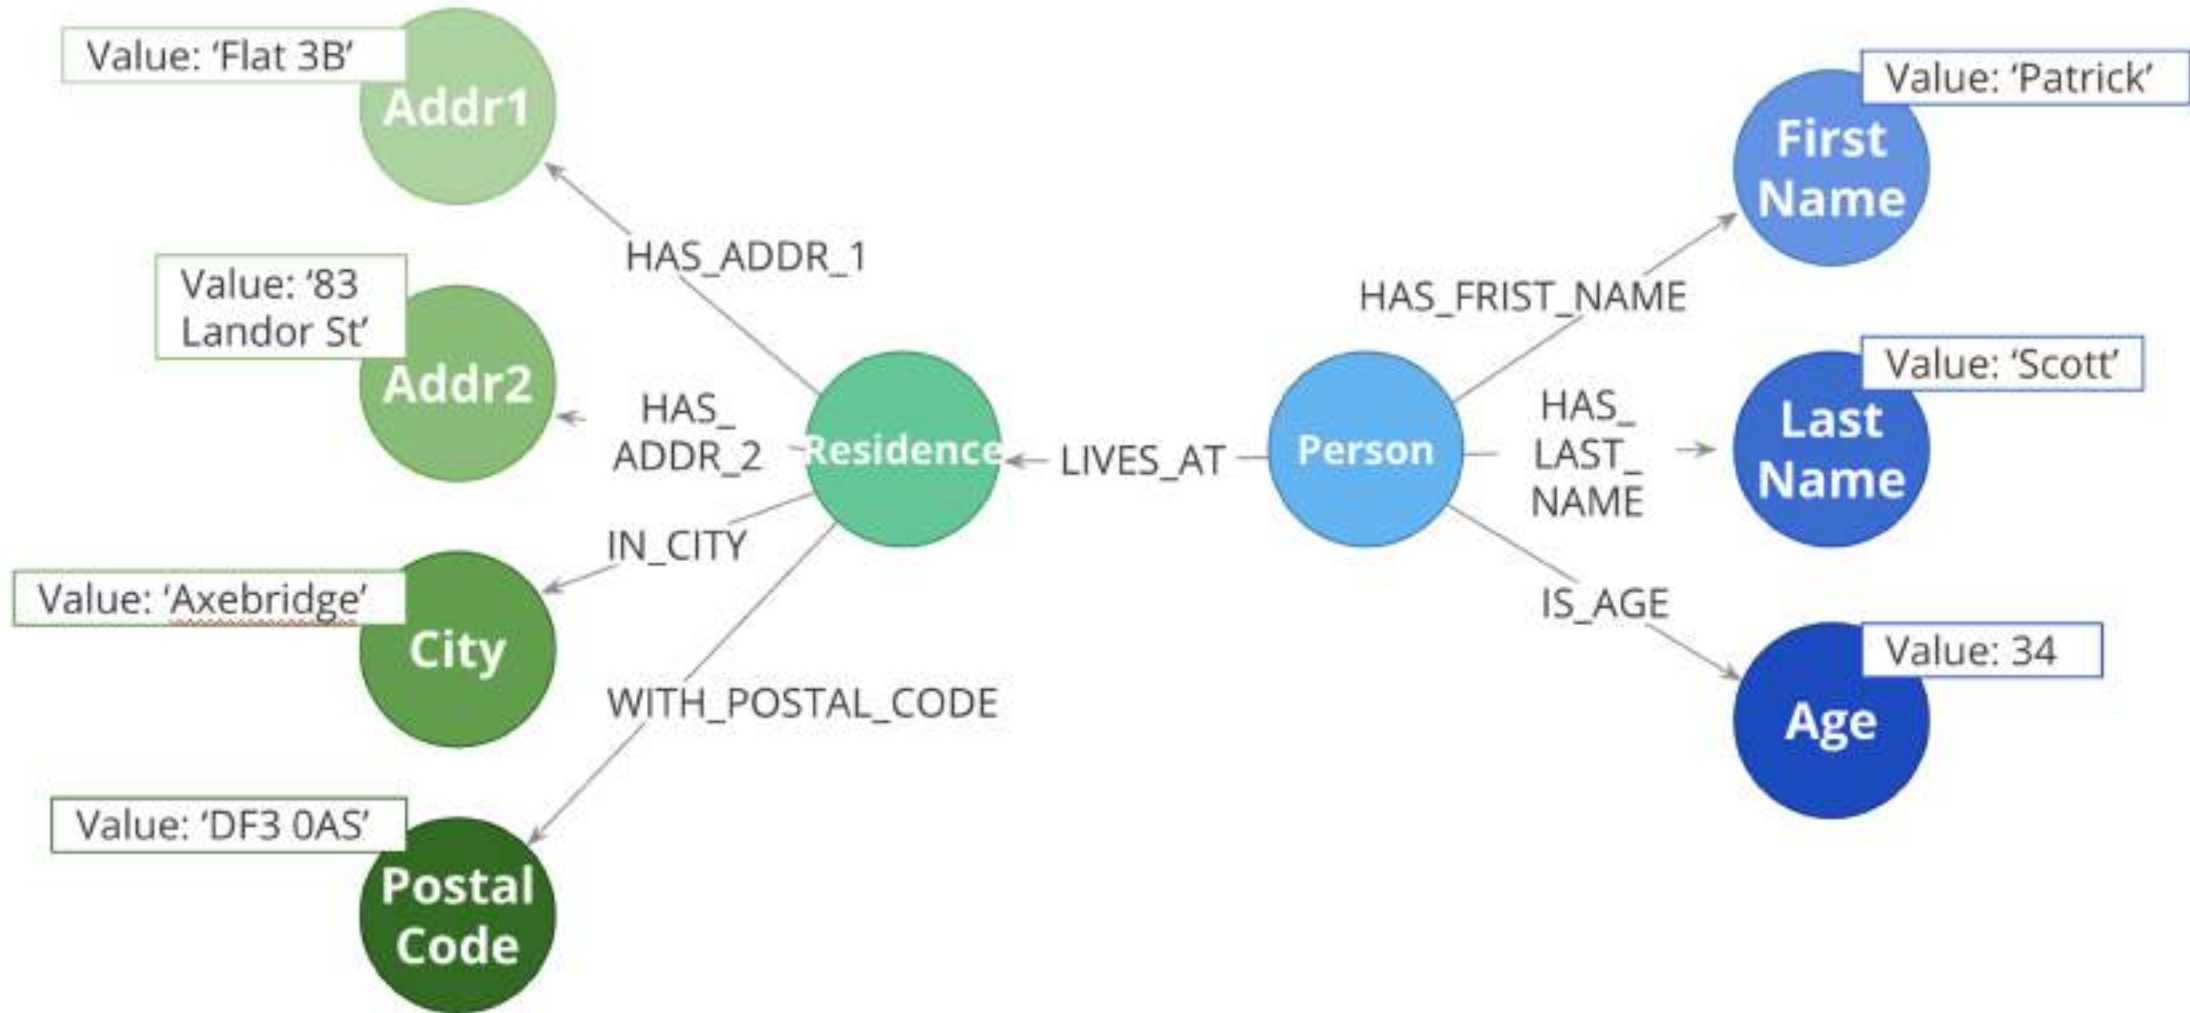 Value: ‘Flat 3B’
Addr1
HAS_ADDR_1
Value: ‘83
Landor St’
Addr2
HAS_
ADDR_2
Residence
IN_CITY
Value: ‘Axebridge’
City
WITH_POSTAL_CODE
Value: ‘DF3 0AS’
Postal
Code
LIVES_AT
Person
Value: ‘Patrick’
First
Name
HAS_FRIST_NAME
Value: ‘Scott’
Last
Name
HAS_
LAST_
NAME
IS_AGE
Value: 34
Age